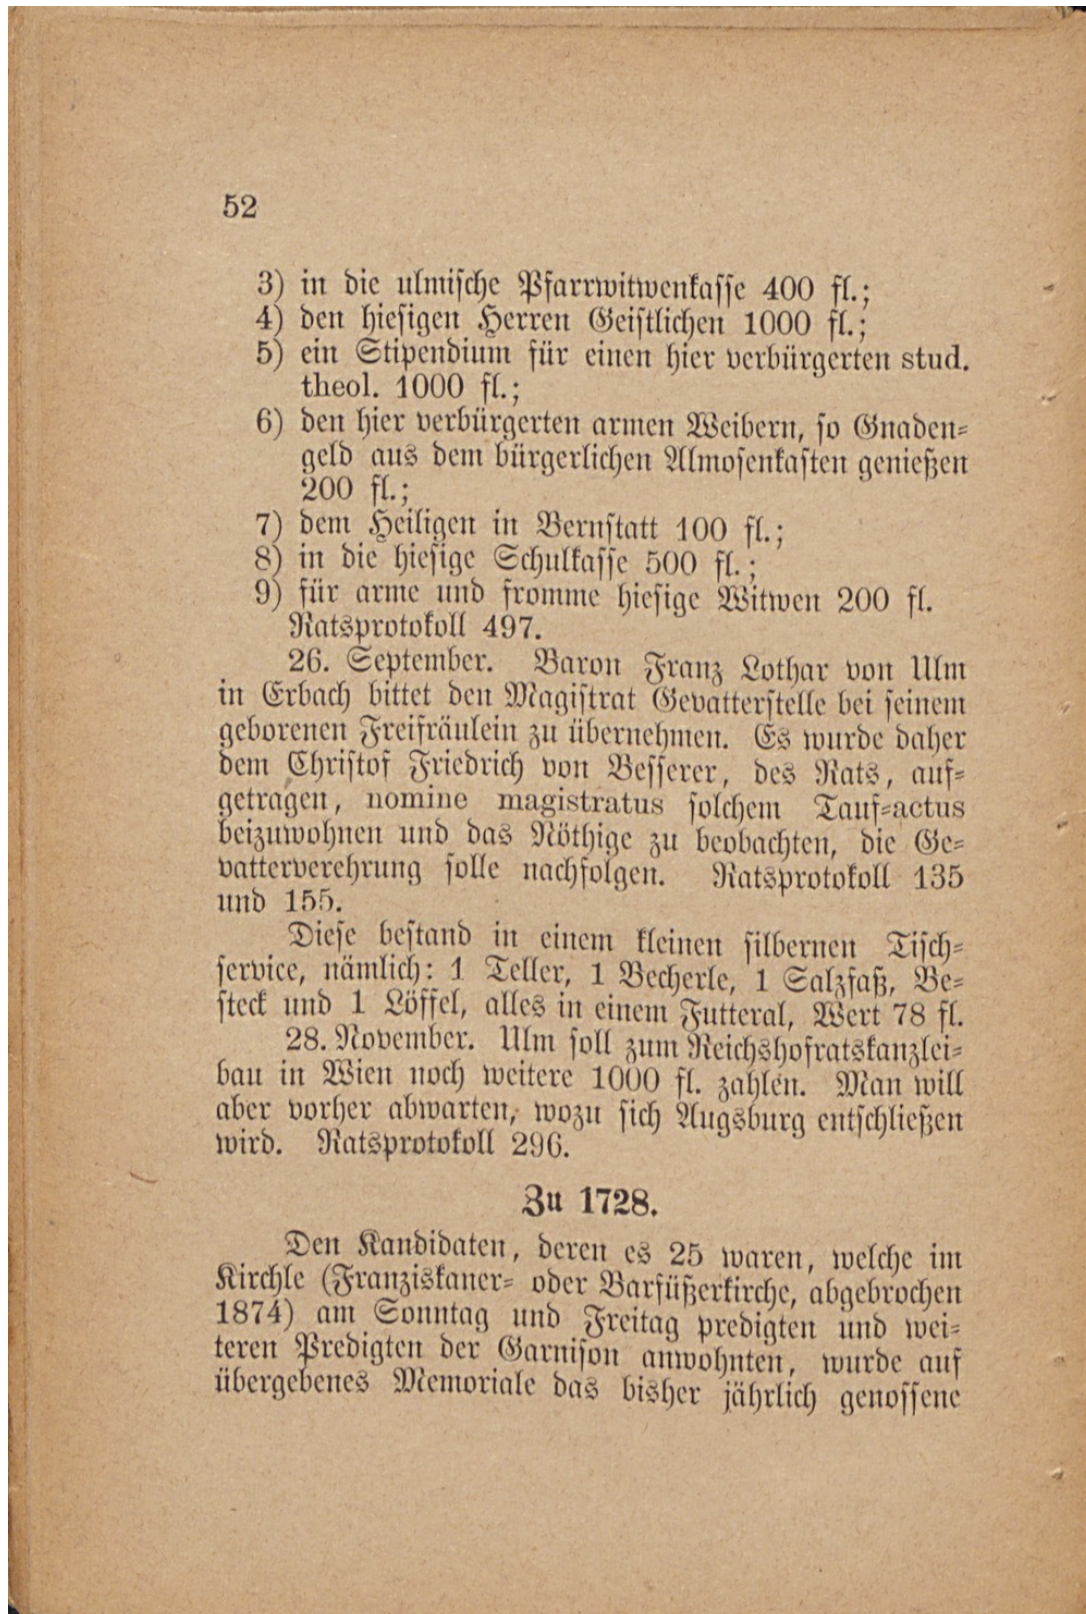 52
3) in die ulmische Pfarrwitwenkasse 400 fl.;
4) den hiesigen Herren Geistlichen 1000 fl.;
5) ein Stipendium für einen hier verbürgerten stud.
theol. 1000 fl.;
6) den hier verbürgerten armen Weibern, so Gnaden-
geld aus dem bürgerlichen Almosenkasten genießen
200 fl.;
7) dem Heiligen in Bernstatt 100 fl.;
8) in die hiesige Schulkasse 500 fl.;
9) für arme und fromme hiesige Witwen 200 fl.
Ratsprotokoll 497.
26. September. Baron Franz Lothar von Ulm
in Erbach bittet den Magistrat Gevatterstelle bei seinem
geborenen Freifräulein zu übernehmen. Es wurde daher
dem Christof Friedrich von Besserer, des Rats, auf-
getragen, nomine magistratus solchem Tauf-actus
beizuwohnen und das Nöthige zu beobachten, die Ge-
vatterverehrung solle nachfolgen. Ratsprotokoll 135
und 155.
Diese bestand in einem kleinen silbernen Tisch-
service, nämlich: 1 Teller, 1 Becherle, 1 Salzfaß, Be-
steck und 1 Löffel, alles in einem Futteral, Wert 78 fl.
28. November. Ulm soll zum Reichshofratskanzlei-
bau in Wien noch weitere 1000 fl. zahlen. Man will
aber vorher abwarten, wozu sich Augsburg entschließen
wird. Ratsprotokoll 296.
Zu 1728.
Den Kandidaten, deren es 25 waren, welche im
Kirchle (Franziskaner- oder Barfüßerkirche, abgebrochen
1874) am Sonntag und Freitag predigten und wei-
teren Predigten der Garnison anwohnten, wurde auf
übergebenes Memoriale das bisher jährlich genossene